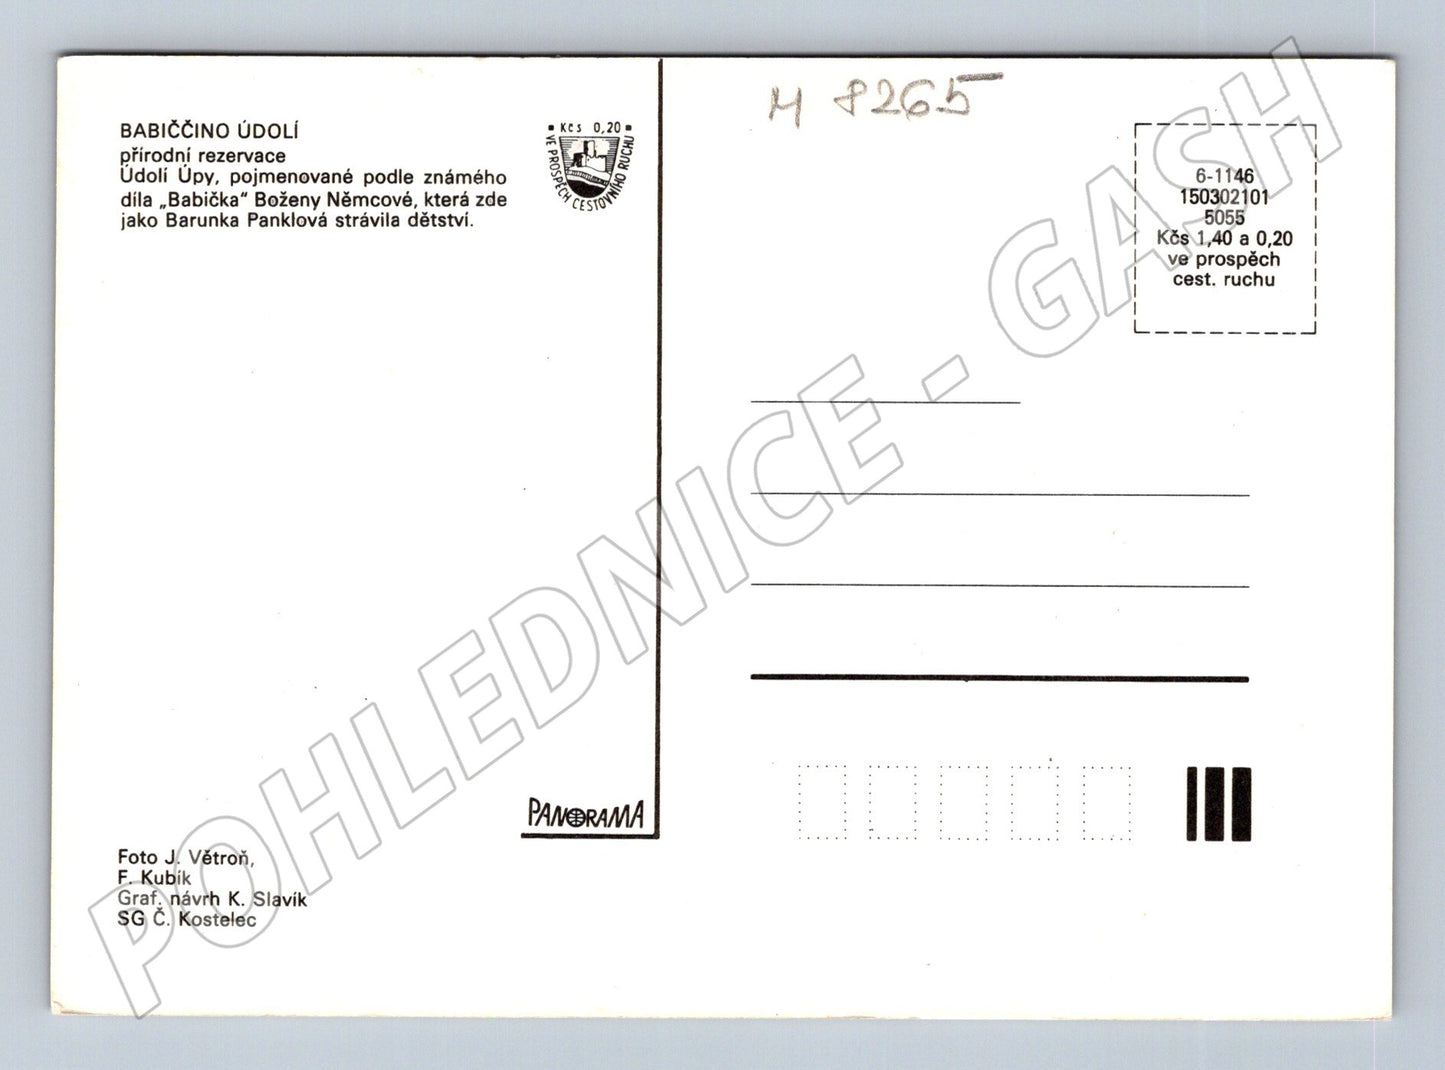 BABIČČINO ÚDOLÍ
přírodní rezervace
Údolí Úpy, pojmenované podle známého
díla „Babička“ Boženy Němcové, která zde
jako Barunka Panklová strávila dětství.
Kčs 0,20
VE PROSPĚCH CESTOVNÍHO RUCHU
M 8265
6-1146
150302101
5055
Kčs 1,40 a 0,20
ve prospěch
cest. ruchu
PANORAMA
Foto J. Větroň,
F. Kubík
Graf. návrh K. Slavík
SG Č. Kostelec
POHLEDNICE - GASH